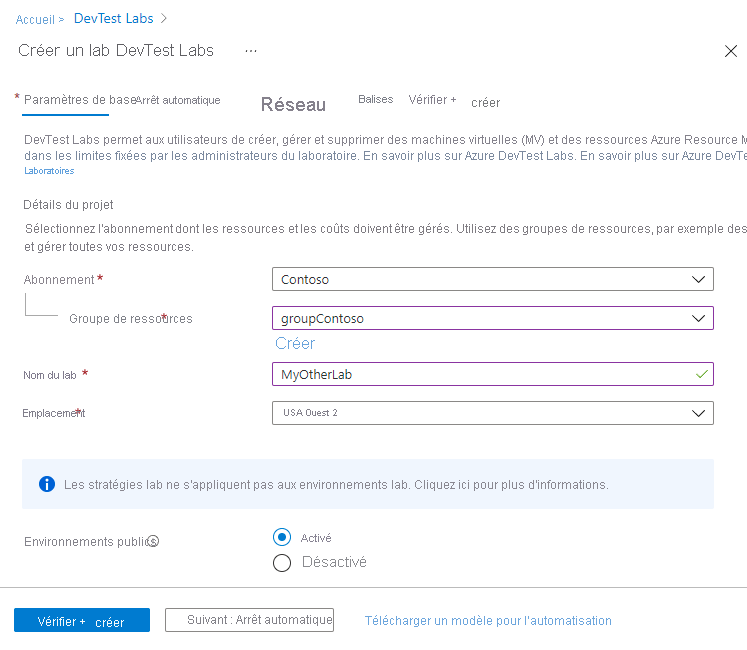 Accueil > DevTest Labs >
Créer un lab DevTest Labs ...
* Paramètres de base Arrêt automatique Réseau Balises Vérifier + créer
DevTest Labs permet aux utilisateurs de créer, gérer et supprimer des machines virtuelles (MV) et des ressources Azure Resource M
dans les limites fixées par les administrateurs du laboratoire. En savoir plus sur Azure DevTest Labs. En savoir plus sur Azure DevTe
Laboratoires
Détails du projet
Sélectionnez l'abonnement dont les ressources et les coûts doivent être gérés. Utilisez des groupes de ressources, par exemple des
et gérer toutes vos ressources.
Abonnement * Contoso
Groupe de ressources * groupContoso
Créer
Nom du lab * MyOtherLab
Emplacement * USA Ouest 2
Les stratégies lab ne s'appliquent pas aux environnements lab. Cliquez ici pour plus d'informations.
Environnements publics Activé
Désactivé
Vérifier + créer Suivant : Arrêt automatique Télécharger un modèle pour l'automatisation